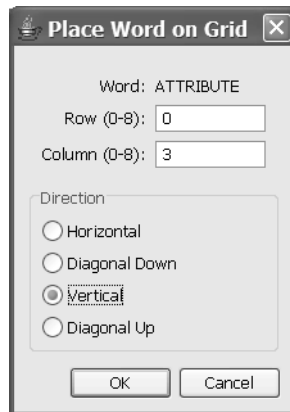 Place Word on Grid
Word: ATTRIBUTE
Row (0-8): 0
Column (0-8): 3
Direction
Horizontal
Diagonal Down
Vertical
Diagonal Up
OK Cancel